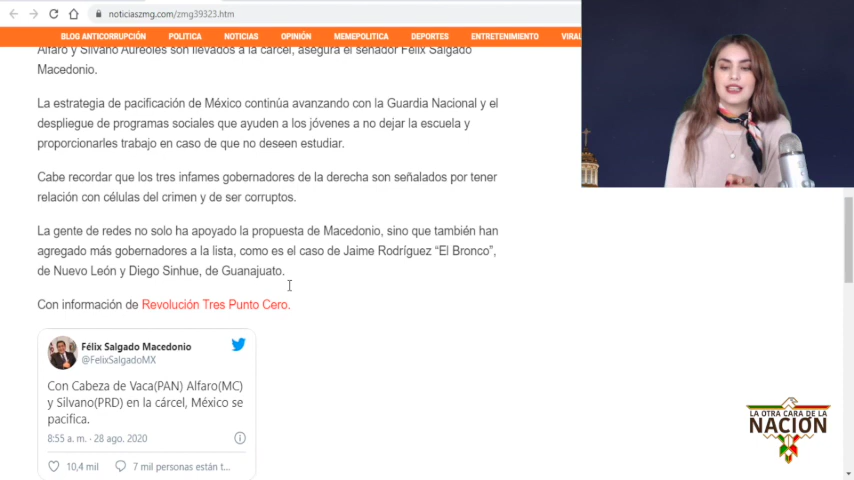 noticiaszmg.com/zmg39323.htm
BLOG ANTICORRUPCIÓN POLITICA NOTICIAS OPINIÓN MEMEPOLITICA DEPORTES ENTRETENIMIENTO VIRAL
Alfaro y Silvano Aureoles son llevados a la cárcel, asegura el senador Félix Salgado
Macedonio.
La estrategia de pacificación de México continúa avanzando con la Guardia Nacional y el
despliegue de programas sociales que ayuden a los jóvenes a no dejar la escuela y
proporcionarles trabajo en caso de que no deseen estudiar.
Cabe recordar que los tres infames gobernadores de la derecha son señalados por tener
relación con células del crimen y de ser corruptos.
La gente de redes no solo ha apoyado la propuesta de Macedonio, sino que también han
agregado más gobernadores a la lista, como es el caso de Jaime Rodríguez “El Bronco”,
de Nuevo León y Diego Sinhue, de Guanajuato.
Con información de Revolución Tres Punto Cero.
Félix Salgado Macedonio
@FelixSalgadoMX
Con Cabeza de Vaca(PAN) Alfaro(MC)
y Silvano(PRD) en la cárcel, México se
pacifica.
8:55 a. m. · 28 ago. 2020
10,4 mil 7 mil personas están t...
LA OTRA CARA DE LA
NACIÓN